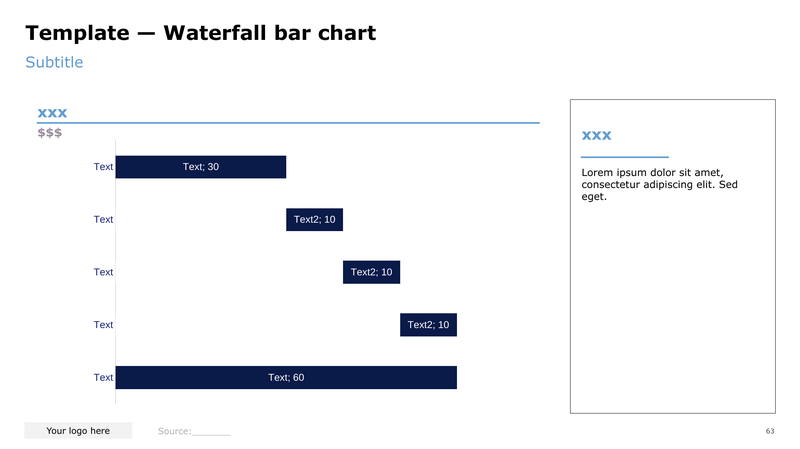 Template — Waterfall bar chart
Subtitle
xxx
$$$
Text
Text; 30
Text
Text2; 10
Text
Text2; 10
Text
Text2; 10
Text
Text; 60
xxx
Lorem ipsum dolor sit amet,
consectetur adipiscing elit. Sed
eget.
Your logo here
Source:_______
63